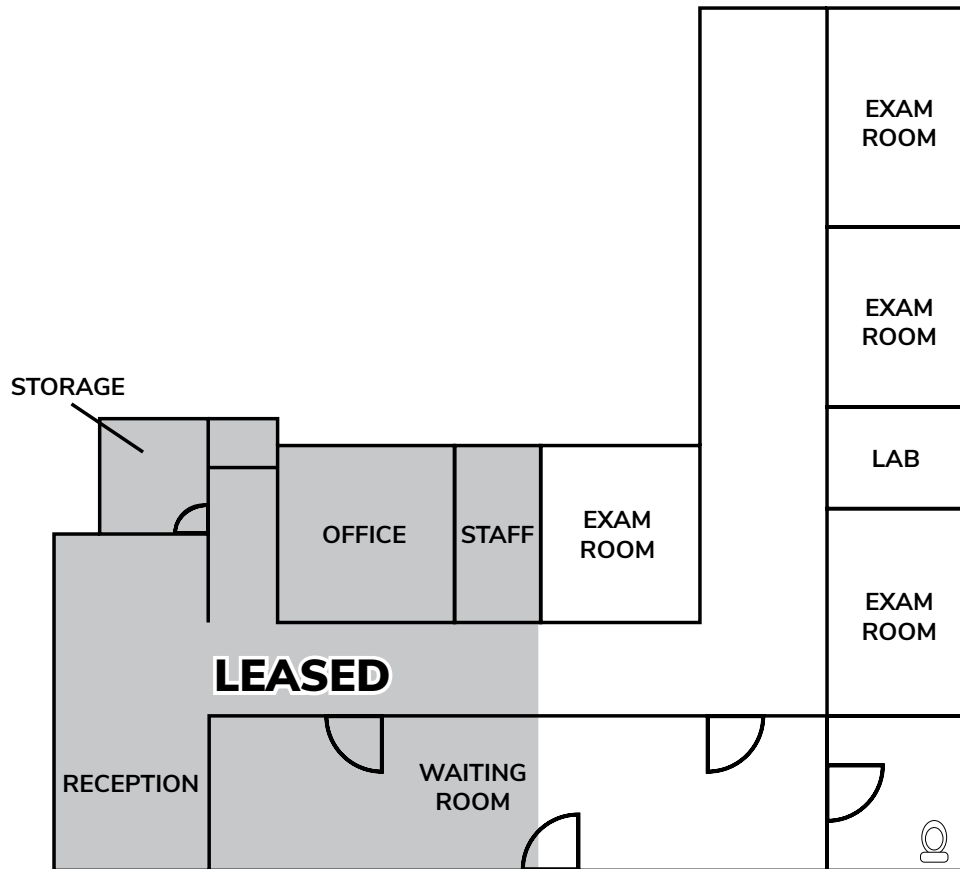 EXAM
ROOM
EXAM
ROOM
STORAGE
LAB
OFFICE
STAFF
EXAM
ROOM
EXAM
ROOM
LEASED
RECEPTION
WAITING
ROOM